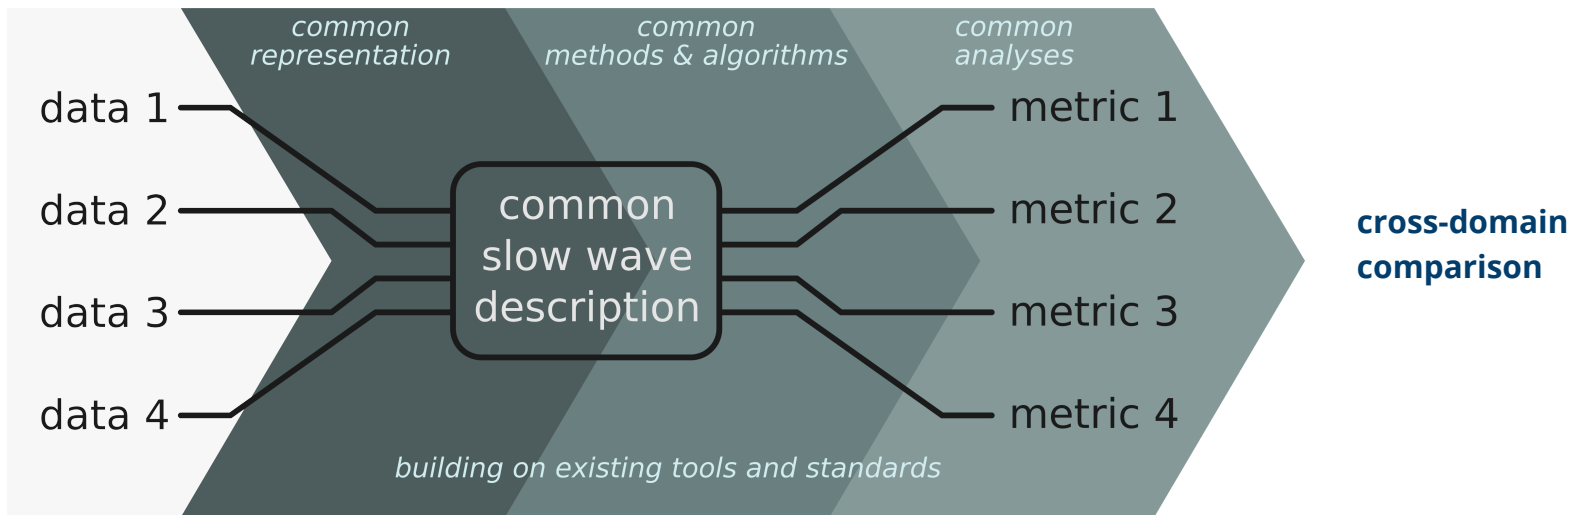 common
representation
common
methods & algorithms
common
analyses
data 1
data 2
data 3
data 4
common
slow wave
description
metric 1
metric 2
metric 3
metric 4
cross-domain
comparison
building on existing tools and standards